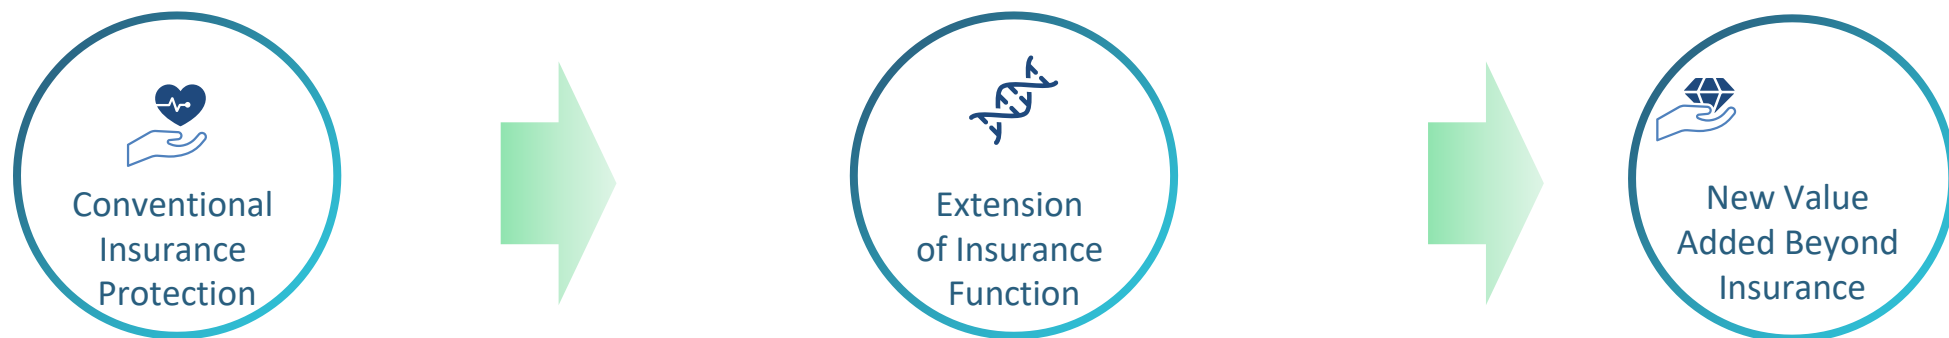 Conventional
Insurance
Protection
Extension
of Insurance
Function
New Value
Added Beyond
Insurance